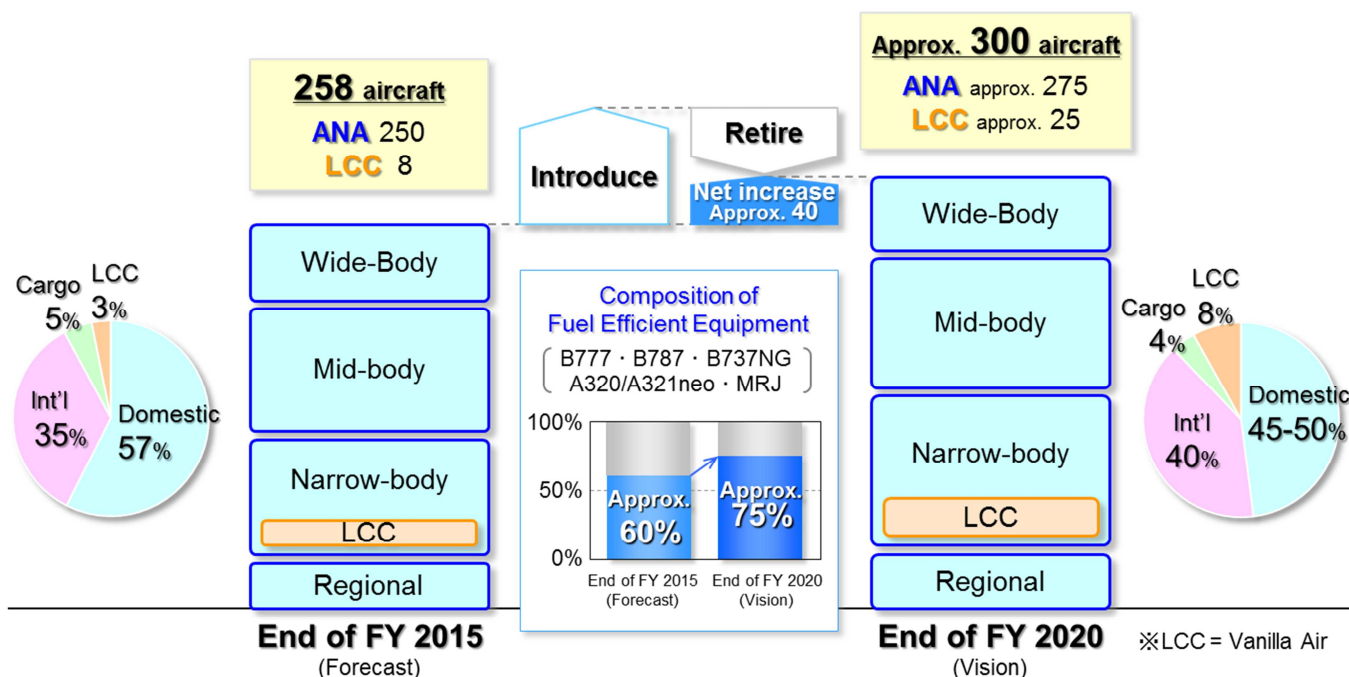 258 aircraft
ANA 250
LCC 8
Introduce
Retire
Net increase
Approx. 40
Approx. 300 aircraft
ANA approx. 275
LCC approx. 25
Cargo
5%
LCC
3%
Int'l
35%
Domestic
57%
Wide-Body
Mid-body
Narrow-body
LCC
Regional
End of FY 2015
(Forecast)
Composition of
Fuel Efficient Equipment
B777・B787・B737NG
A320/A321neo・MRJ
100%
50%
0%
Approx.
60%
Approx.
75%
End of FY 2015
(Forecast)
End of FY 2020
(Vision)
Wide-Body
Mid-body
Narrow-body
LCC
Regional
End of FY 2020
(Vision)
LCC
8%
Cargo
4%
Domestic
45-50%
Int'l
40%
※LCC = Vanilla Air